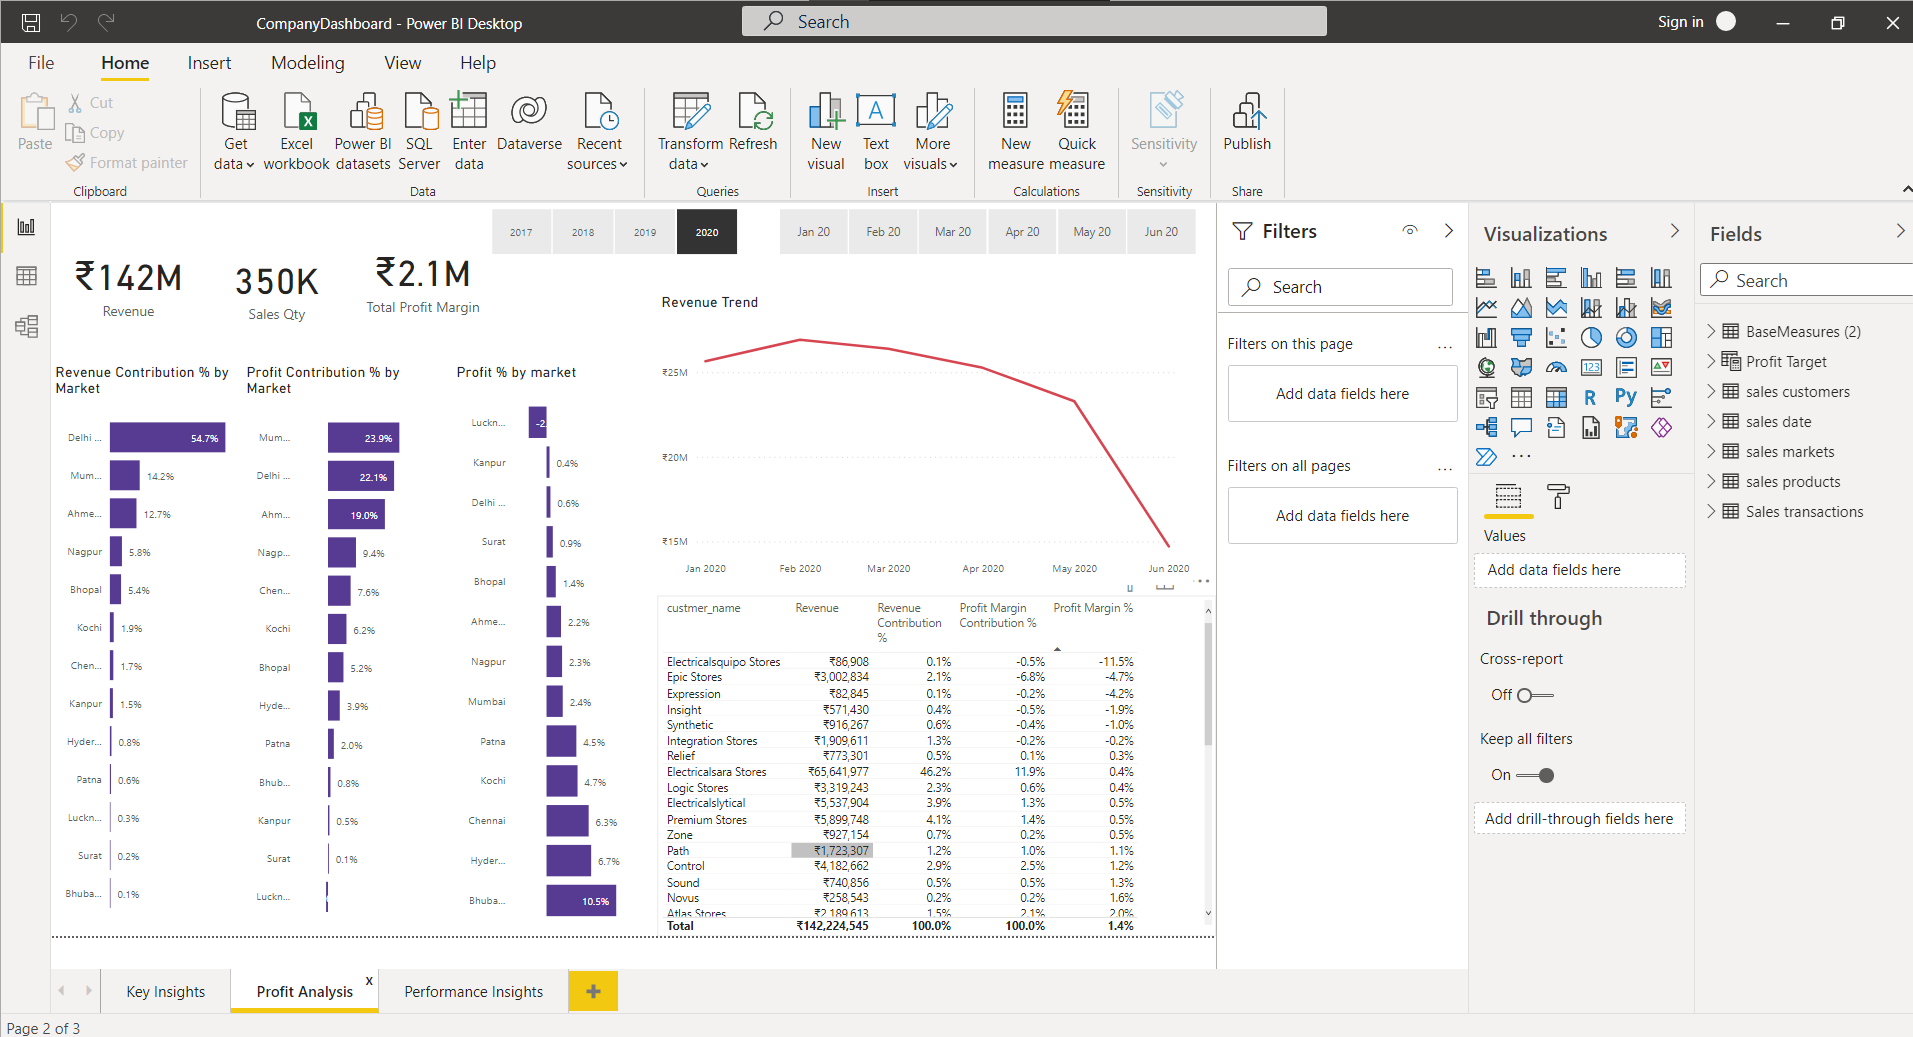 CompanyDashboard - Power BI Desktop
Search
Sign in
File Home Insert Modeling View Help
Paste
Cut
Copy
Format painter
Clipboard
Get data
Excel workbook
Power BI datasets
SQL Server
Enter data
Dataverse
Recent sources
Data
Transform data
Refresh
Queries
New visual
Text box
More visuals
Insert
New measure
Quick measure
Calculations
Sensitivity
Sensitivity
Publish
Share
2017 2018 2019 2020
Jan 20 Feb 20 Mar 20 Apr 20 May 20 Jun 20
₹142M
Revenue
350K
Sales Qty
₹2.1M
Total Profit Margin
Revenue Contribution % by
Market
Delhi ... 54.7%
Mum... 14.2%
Ahme... 12.7%
Nagpur 5.8%
Bhopal 5.4%
Kochi 1.9%
Chen... 1.7%
Kanpur 1.5%
Hyder... 0.8%
Patna 0.6%
Luckn... 0.3%
Surat 0.2%
Bhuba... 0.1%
Profit Contribution % by
Market
Mum... 23.9%
Delhi ... 22.1%
Ahm... 19.0%
Nagp... 9.4%
Chen... 7.6%
Kochi 6.2%
Bhopal 5.2%
Hyde... 3.9%
Patna 2.0%
Bhub... 0.8%
Kanpur 0.5%
Surat 0.1%
Luckn...
Profit % by market
Luckn... -2.
Kanpur 0.4%
Delhi ... 0.6%
Surat 0.9%
Bhopal 1.4%
Ahme... 2.2%
Nagpur 2.3%
Mumbai 2.4%
Patna 4.5%
Kochi 4.7%
Chennai 6.3%
Hyder... 6.7%
Bhuba... 10.5%
Revenue Trend
₹25M
₹20M
₹15M
Jan 2020 Feb 2020 Mar 2020 Apr 2020 May 2020 Jun 2020
custmer_name Revenue Revenue Contribution % Profit Margin Contribution % Profit Margin %
Electricalsquipo Stores ₹86,908 0.1% -0.5% -11.5%
Epic Stores ₹3,002,834 2.1% -6.8% -4.7%
Expression ₹82,845 0.1% -0.2% -4.2%
Insight ₹571,430 0.4% -0.5% -1.9%
Synthetic ₹916,267 0.6% -0.4% -1.0%
Integration Stores ₹1,909,611 1.3% -0.2% -0.2%
Relief ₹773,301 0.5% 0.1% 0.3%
Electricalsara Stores ₹65,641,977 46.2% 11.9% 0.4%
Logic Stores ₹3,319,243 2.3% 0.6% 0.4%
Electricalslytical ₹5,537,904 3.9% 1.3% 0.5%
Premium Stores ₹5,899,748 4.1% 1.4% 0.5%
Zone ₹927,154 0.7% 0.2% 0.5%
Path ₹1,723,307 1.2% 1.0% 1.1%
Control ₹4,182,662 2.9% 2.5% 1.2%
Sound ₹740,856 0.5% 0.5% 1.3%
Novus ₹258,543 0.2% 0.2% 1.6%
Atlas Stores ₹2,189,613 1.5% 2.1% 2.0%
Total ₹142,224,545 100.0% 100.0% 1.4%
Filters
Search
Filters on this page ...
Add data fields here
Filters on all pages ...
Add data fields here
Visualizations
123
R Py
...
Values
Add data fields here
Drill through
Cross-report
Off
Keep all filters
On
Add drill-through fields here
Fields
Search
BaseMeasures (2)
Profit Target
sales customers
sales date
sales markets
sales products
Sales transactions
Key Insights
Profit Analysis x
Performance Insights
+
Page 2 of 3